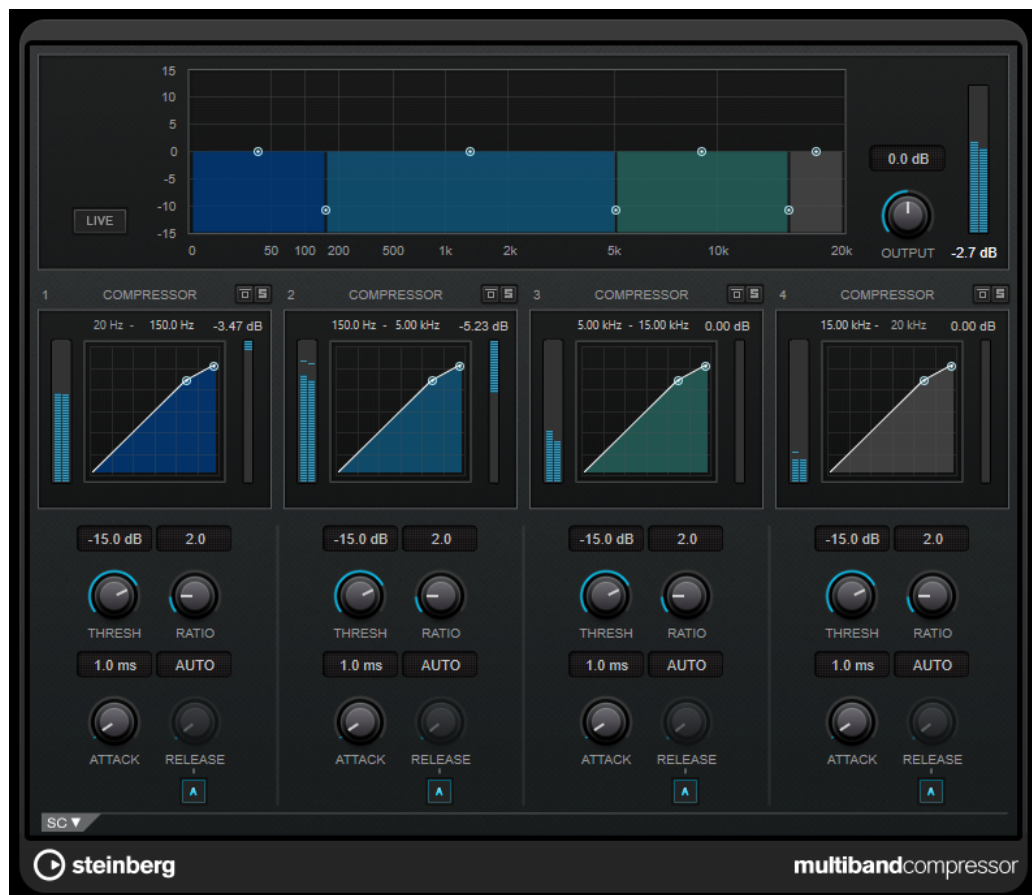 15
10
5
0
-5
-10
-15
LIVE
0 50 100 200 500 1k 2k 5k 10k 20k
0.0 dB
OUTPUT -2.7 dB
1 COMPRESSOR S 2 COMPRESSOR S 3 COMPRESSOR S 4 COMPRESSOR S
20 Hz - 150.0 Hz -3.47 dB 150.0 Hz - 5.00 kHz -5.23 dB 5.00 kHz - 15.00 kHz 0.00 dB 15.00 kHz - 20 kHz 0.00 dB
-15.0 dB 2.0 -15.0 dB 2.0 -15.0 dB 2.0 -15.0 dB 2.0
THRESH RATIO THRESH RATIO THRESH RATIO THRESH RATIO
1.0 ms AUTO 1.0 ms AUTO 1.0 ms AUTO 1.0 ms AUTO
ATTACK RELEASE ATTACK RELEASE ATTACK RELEASE ATTACK RELEASE
A A A A
SC ▼
steinberg multibandcompressor